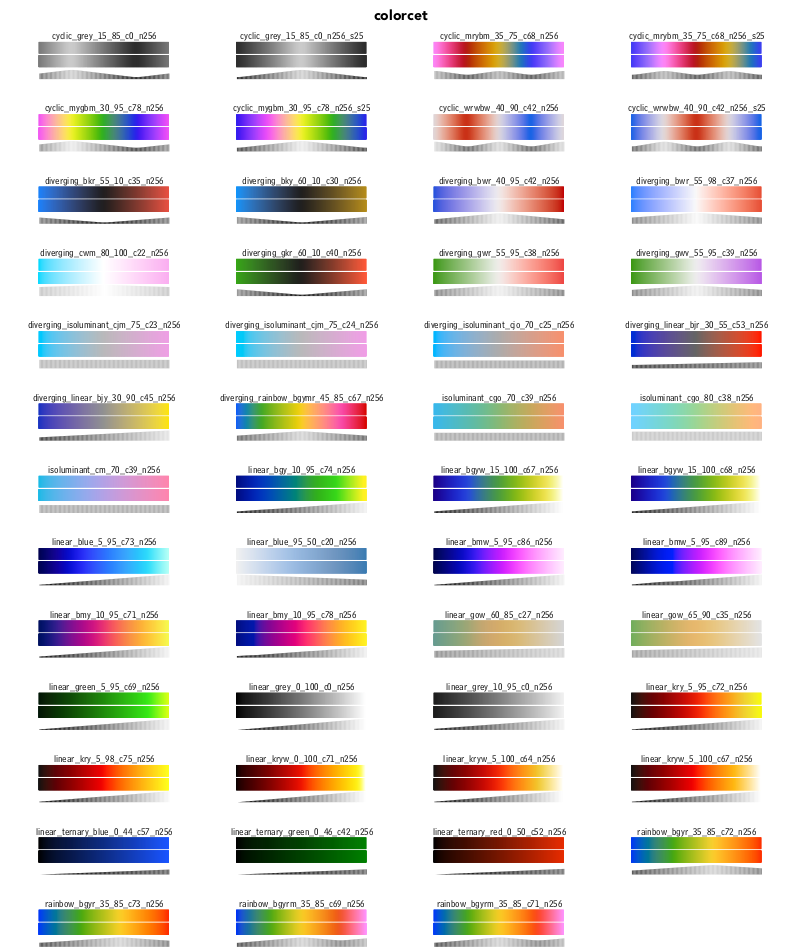 colorcet
cyclic_grey_15_85_c0_n256
cyclic_grey_15_85_c0_n256_s25
cyclic_mrybm_35_75_c68_n256
cyclic_mrybm_35_75_c68_n256_s25
cyclic_mygbm_30_95_c78_n256
cyclic_mygbm_30_95_c78_n256_s25
cyclic_wrwbw_40_90_c42_n256
cyclic_wrwbw_40_90_c42_n256_s25
diverging_bkr_55_10_c35_n256
diverging_bky_60_10_c30_n256
diverging_bwr_40_95_c42_n256
diverging_bwr_55_98_c37_n256
diverging_cwm_80_100_c22_n256
diverging_gkr_60_10_c40_n256
diverging_gwr_55_95_c38_n256
diverging_gwv_55_95_c39_n256
diverging_isoluminant_cjm_75_c23_n256
diverging_isoluminant_cjm_75_c24_n256
diverging_isoluminant_cjo_70_c25_n256
diverging_linear_bjr_30_55_c53_n256
diverging_linear_bjy_30_90_c45_n256
diverging_rainbow_bgymr_45_85_c67_n256
isoluminant_cgo_70_c39_n256
isoluminant_cgo_80_c38_n256
isoluminant_cm_70_c39_n256
linear_bgy_10_95_c74_n256
linear_bgyw_15_100_c67_n256
linear_bgyw_15_100_c68_n256
linear_blue_5_95_c73_n256
linear_blue_95_50_c20_n256
linear_bmw_5_95_c86_n256
linear_bmw_5_95_c89_n256
linear_bmy_10_95_c71_n256
linear_bmy_10_95_c78_n256
linear_gow_60_85_c27_n256
linear_gow_65_90_c35_n256
linear_green_5_95_c69_n256
linear_grey_0_100_c0_n256
linear_grey_10_95_c0_n256
linear_kry_5_95_c72_n256
linear_kry_5_98_c75_n256
linear_kryw_0_100_c71_n256
linear_kryw_5_100_c64_n256
linear_kryw_5_100_c67_n256
linear_ternary_blue_0_44_c57_n256
linear_ternary_green_0_46_c42_n256
linear_ternary_red_0_50_c52_n256
rainbow_bgyr_35_85_c72_n256
rainbow_bgyr_35_85_c73_n256
rainbow_bgyrm_35_85_c69_n256
rainbow_bgyrm_35_85_c71_n256